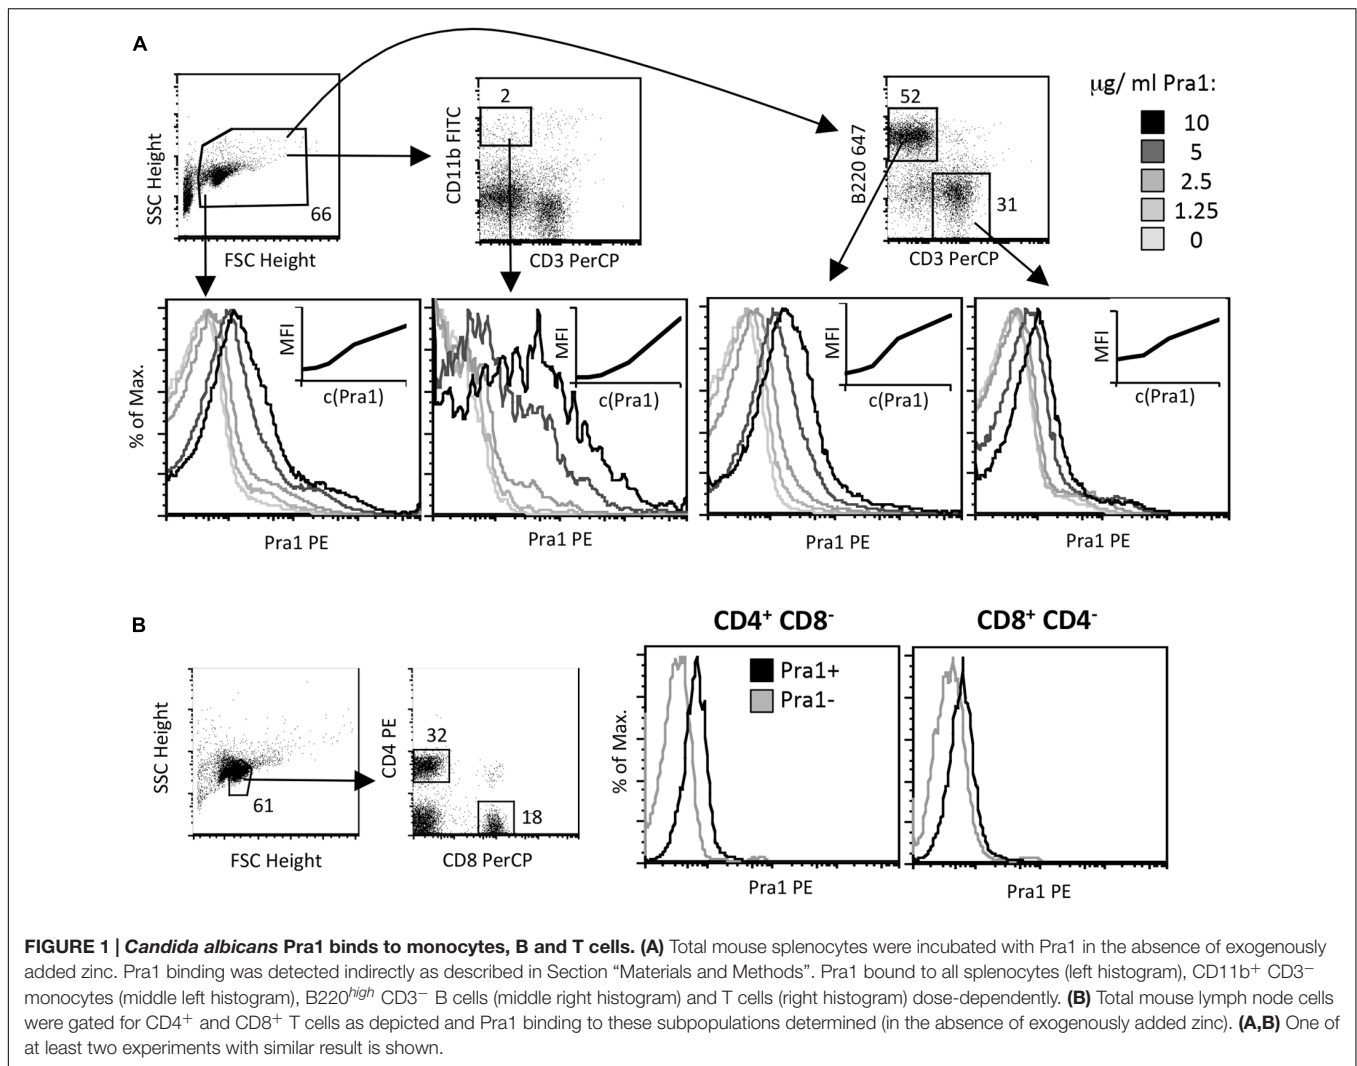 A
SSC Height
66
FSC Height
CD11b FITC
2
CD3 PerCP
B220 647
52
31
CD3 PerCP
µg/ ml Pra1:
10
5
2.5
1.25
0
% of Max.
MFI
c(Pra1)
Pra1 PE
MFI
c(Pra1)
Pra1 PE
MFI
c(Pra1)
Pra1 PE
MFI
c(Pra1)
Pra1 PE
B
SSC Height
61
FSC Height
CD4 PE
32
18
CD8 PerCP
CD4+ CD8-
% of Max.
Pra1+
Pra1-
Pra1 PE
CD8+ CD4-
Pra1 PE
FIGURE 1 | Candida albicans Pra1 binds to monocytes, B and T cells. (A) Total mouse splenocytes were incubated with Pra1 in the absence of exogenously
added zinc. Pra1 binding was detected indirectly as described in Section “Materials and Methods”. Pra1 bound to all splenocytes (left histogram), CD11b+ CD3−
monocytes (middle left histogram), B220high CD3− B cells (middle right histogram) and T cells (right histogram) dose-dependently. (B) Total mouse lymph node cells
were gated for CD4+ and CD8+ T cells as depicted and Pra1 binding to these subpopulations determined (in the absence of exogenously added zinc). (A,B) One of
at least two experiments with similar result is shown.